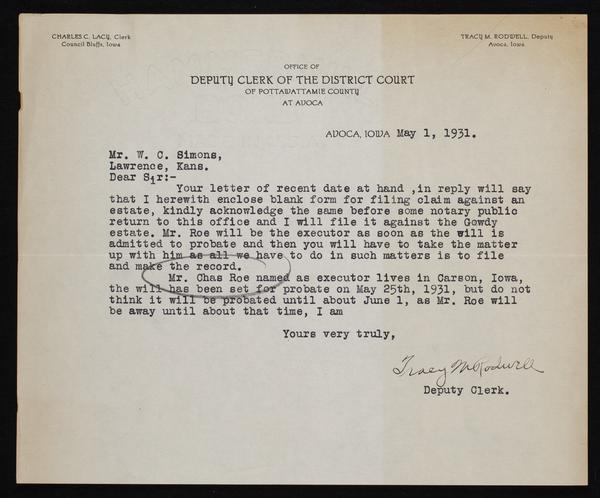 CHARLES C. LACY, Clerk
Council Bluffs, Iowa
TRACY M. RODWELL, Deputy
Avoca, Iowa
OFFICE OF
DEPUTY CLERK OF THE DISTRICT COURT
OF POTTAWATTAMIE COUNTY
AT AVOCA
AVOCA, IOWA May 1, 1931.
Mr. W. C. Simons,
Lawrence, Kans.
Dear Sir:-
Your letter of recent date at hand ,in reply will say
that I herewith enclose blank form for filing claim against an
estate, kindly acknowledge the same before some notary public
return to this office and I will file it against the Gowdy
estate. Mr. Roe will be the executor as soon as the will is
admitted to probate and then you will have to take the matter
up with him as all we have to do in such matters is to file
and make the record.
Mr. Chas Roe named as executor lives in Carson, Iowa,
the will has been set for probate on May 25th, 1931, but do not
think it will be probated until about June 1, as Mr. Roe will
be away until about that time, I am
Yours very truly,
Tracy M Rodwell
Deputy Clerk.